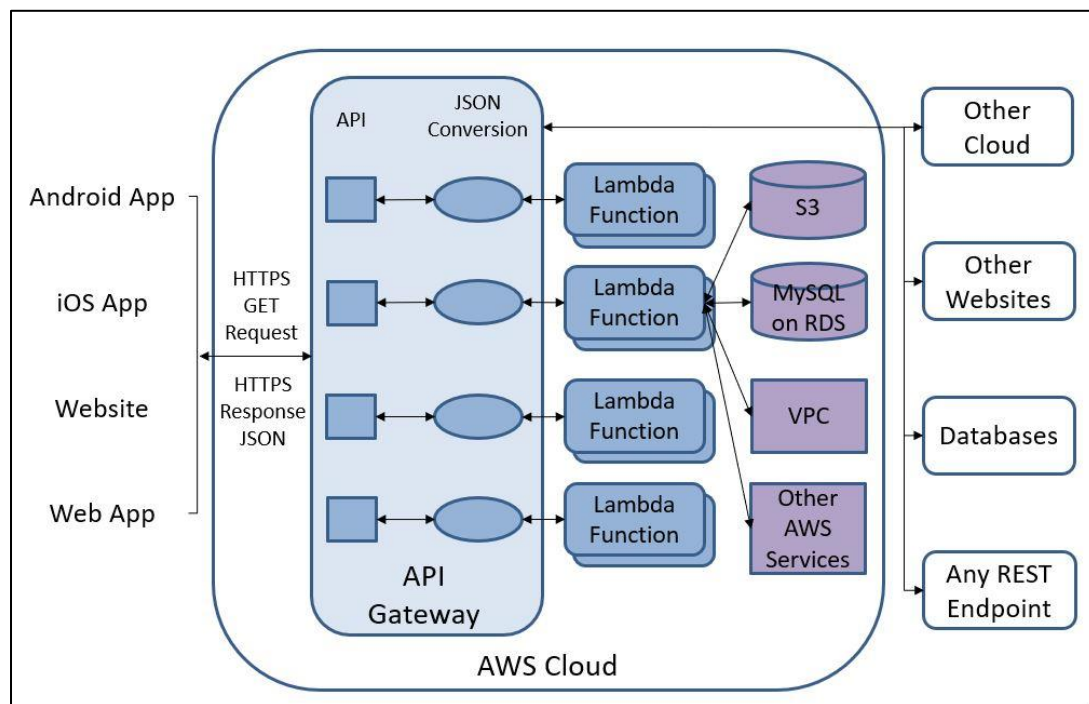 Android App
iOS App
Website
Web App
HTTPS
GET
Request
HTTPS
Response
JSON
API
JSON
Conversion
API
Gateway
Lambda
Function
Lambda
Function
Lambda
Function
Lambda
Function
S3
MySQL
on RDS
VPC
Other
AWS
Services
AWS Cloud
Other
Cloud
Other
Websites
Databases
Any REST
Endpoint